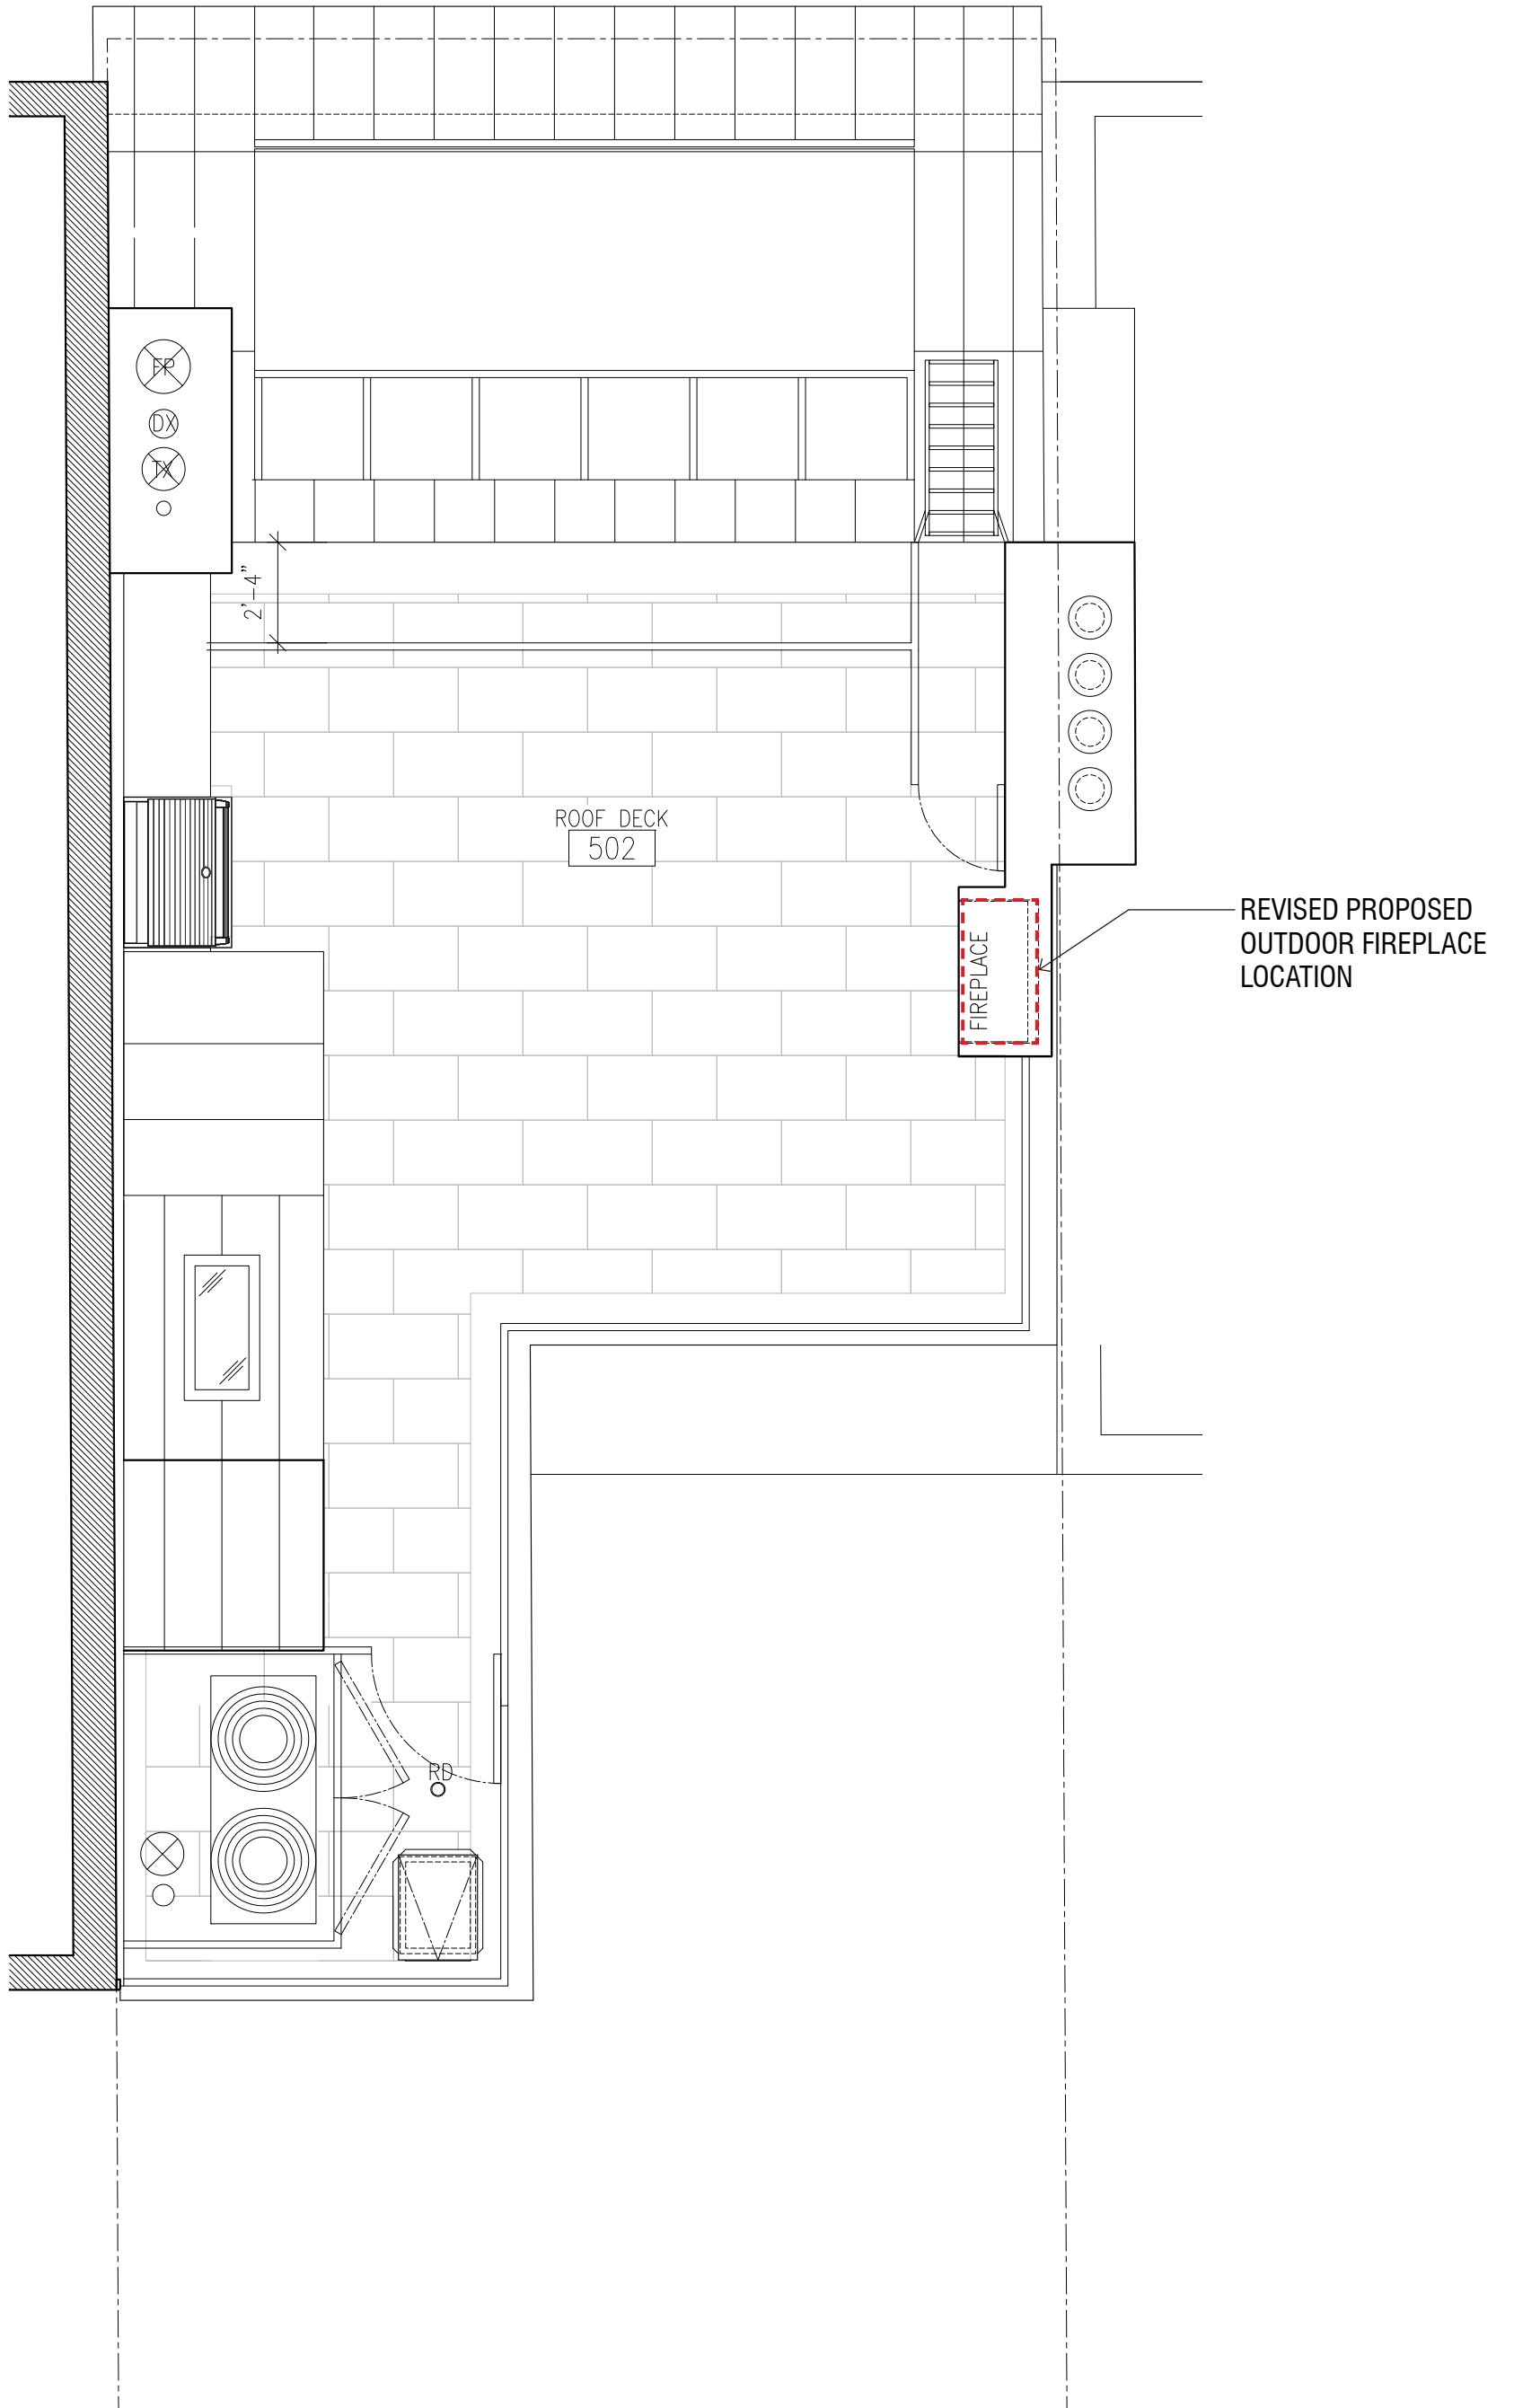 FP
DX
TX
2'-4"
ROOF DECK
502
FIREPLACE
REVISED PROPOSED
OUTDOOR FIREPLACE
LOCATION
RD